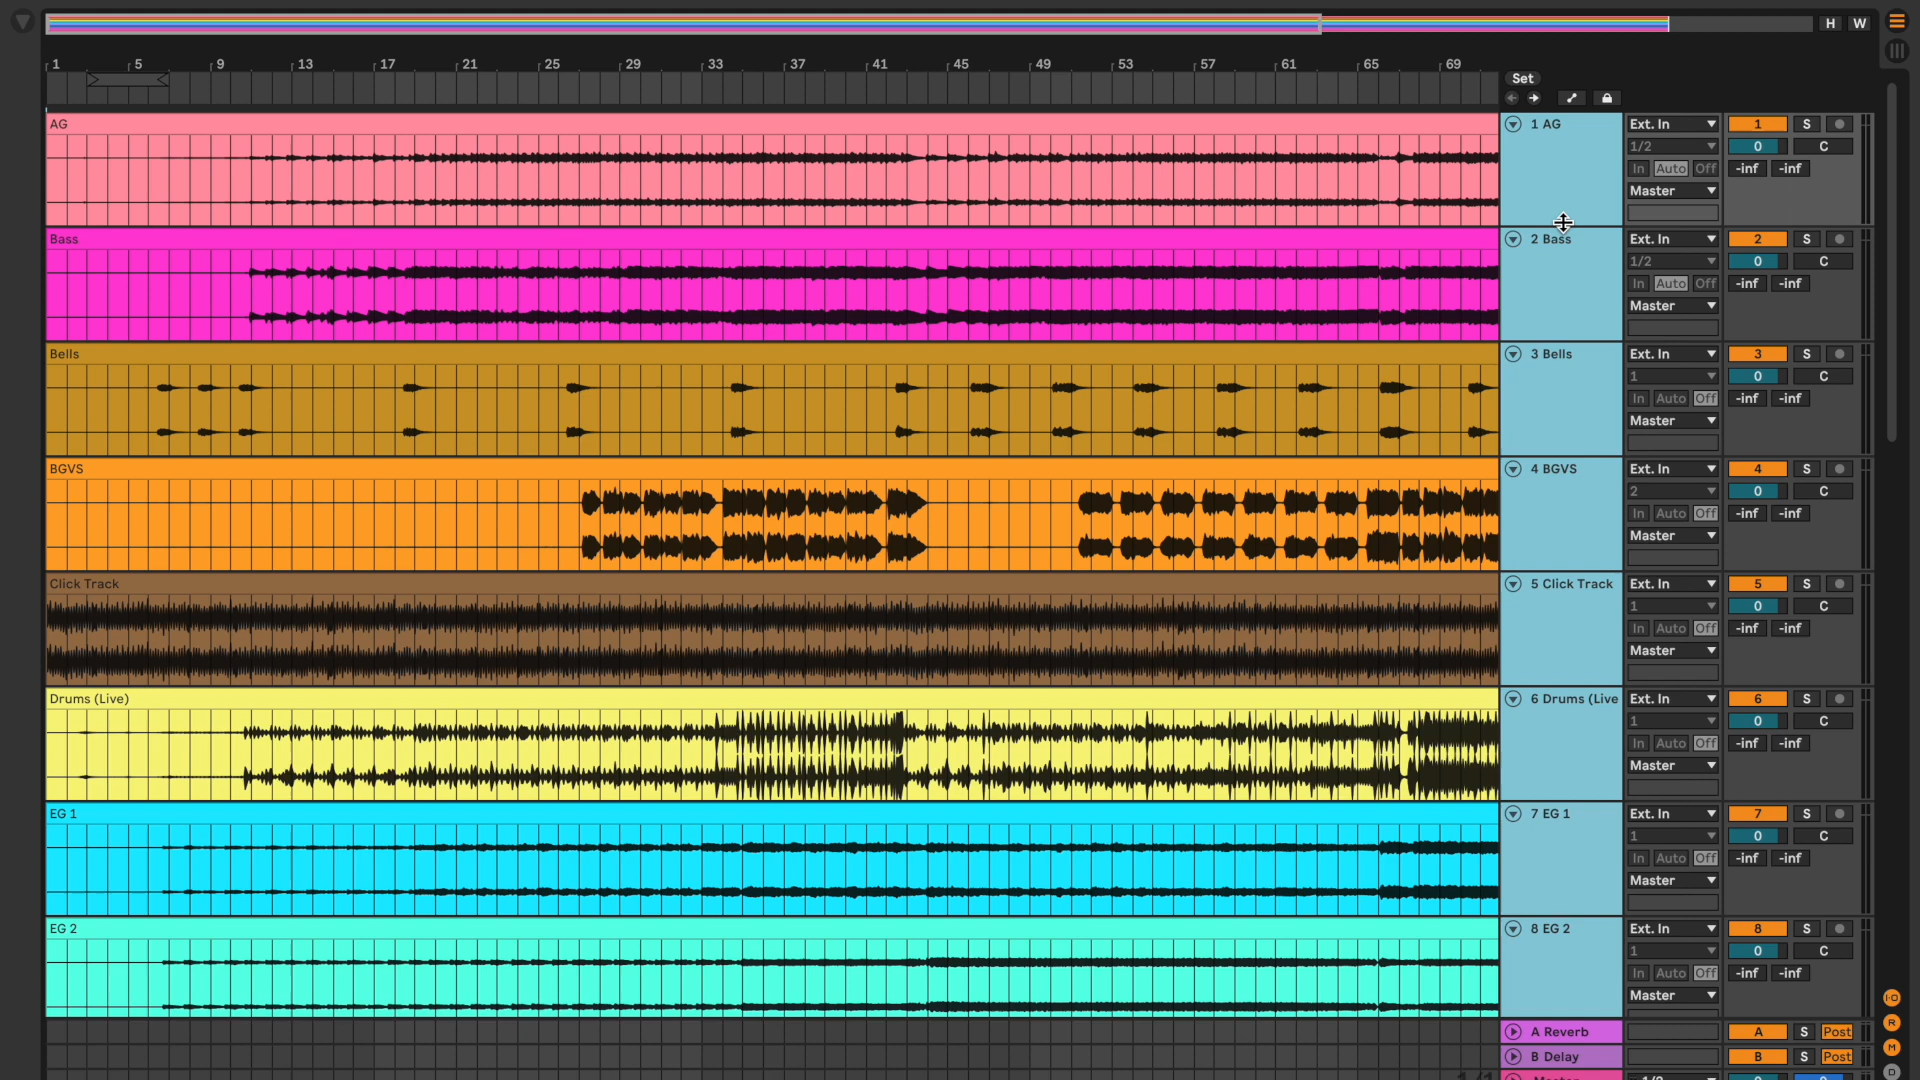 H W
1 5 9 13 17 21 25 29 33 37 41 45 49 53 57 61 65 69
Set
AG
1 AG Ext. In 1 S
1/2 0 C
In Auto Off -inf -inf
Master
Bass
2 Bass Ext. In 2 S
1/2 0 C
In Auto Off -inf -inf
Master
Bells
3 Bells Ext. In 3 S
1 0 C
In Auto Off -inf -inf
Master
BGVS
4 BGVS Ext. In 4 S
2 0 C
In Auto Off -inf -inf
Master
Click Track
5 Click Track Ext. In 5 S
1 0 C
In Auto Off -inf -inf
Master
Drums (Live)
6 Drums (Live Ext. In 6 S
1 0 C
In Auto Off -inf -inf
Master
EG 1
7 EG 1 Ext. In 7 S
1 0 C
In Auto Off -inf -inf
Master
EG 2
8 EG 2 Ext. In 8 S
1 0 C
In Auto Off -inf -inf
Master
I·O
A Reverb A S Post
R
M
B Delay B S Post
D